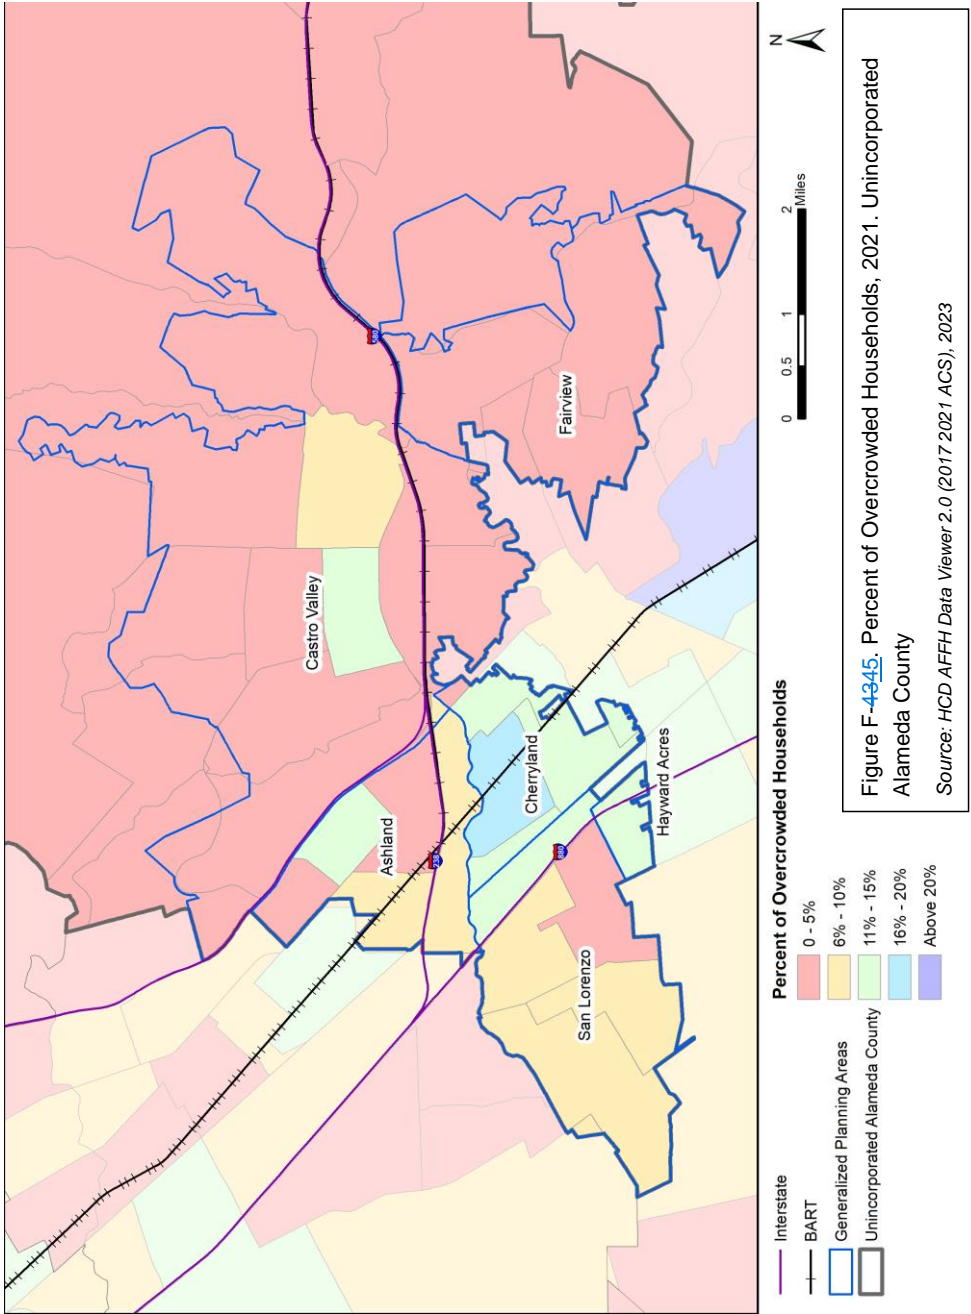 Castro Valley
Ashland
Cherryland
Fairview
San Lorenzo
Hayward Acres
580
238
880
N
0 0.5 1 2
Miles
Interstate
BART
Generalized Planning Areas
Unincorporated Alameda County
Percent of Overcrowded Households
0 - 5%
6% - 10%
11% - 15%
16% - 20%
Above 20%
Figure F-4345. Percent of Overcrowded Households, 2021. Unincorporated
Alameda County
Source: HCD AFFH Data Viewer 2.0 (2017 2021 ACS), 2023